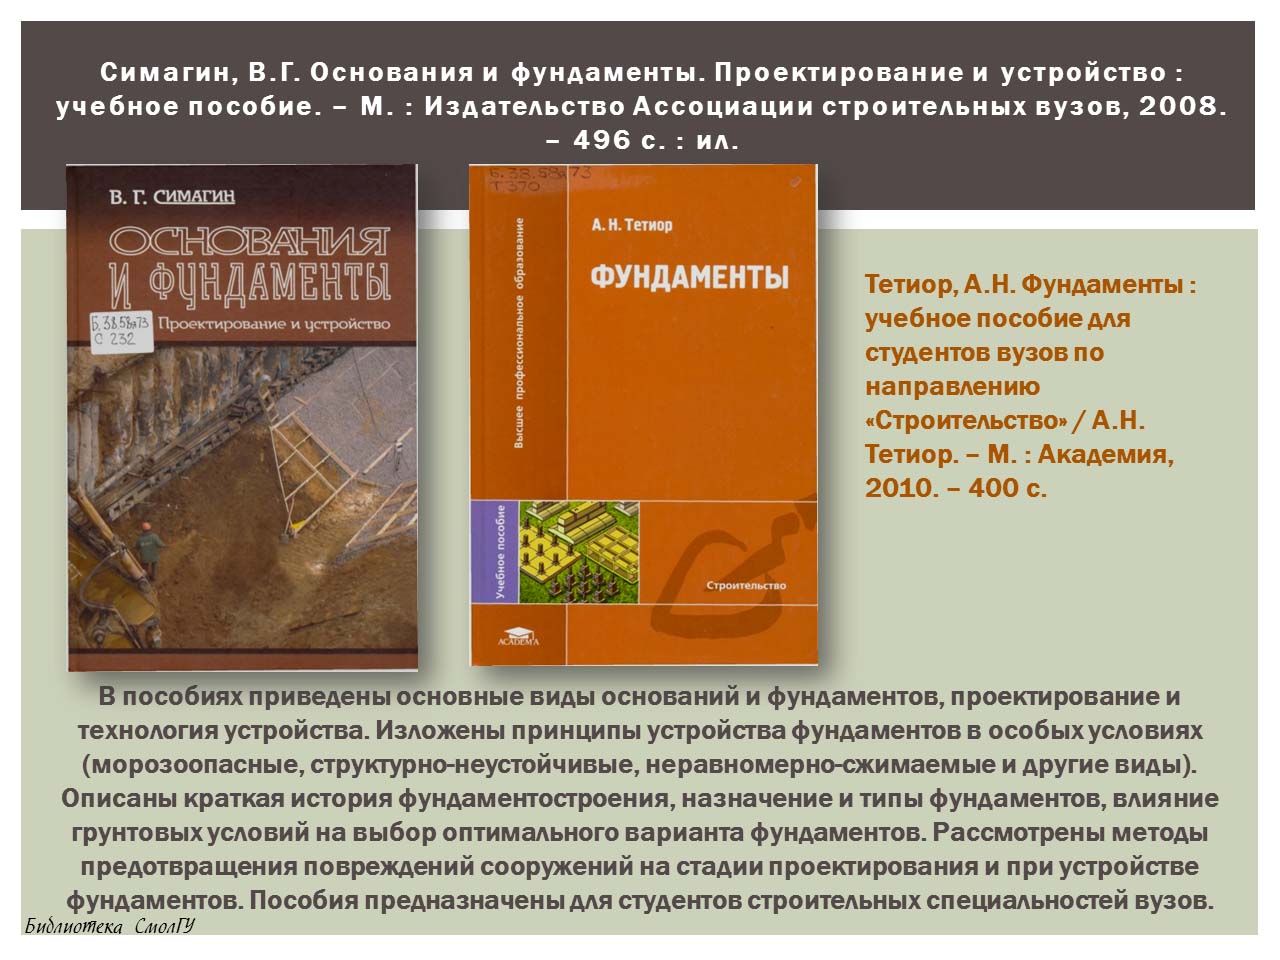 Симагин, В.Г. Основания и фундаменты. Проектирование и устройство :
учебное пособие. – М. : Издательство Ассоциации строительных вузов, 2008.
– 496 с. : ил.
В. Г. СИМАГИН
ОСНОВАНИЯ
И ФУНДАМЕНТЫ
Проектирование и устройство
Б. 38.58я73
С 232
Б. 38.58я73
Т 370
Высшее профессиональное образование
А. Н. Тетиор
ФУНДАМЕНТЫ
Учебное пособие
Строительство
ACADEMA
Тетиор, А.Н. Фундаменты :
учебное пособие для
студентов вузов по
направлению
«Строительство» / А.Н.
Тетиор. – М. : Академия,
2010. – 400 с.
В пособиях приведены основные виды оснований и фундаментов, проектирование и
технология устройства. Изложены принципы устройства фундаментов в особых условиях
(морозоопасные, структурно-неустойчивые, неравномерно-сжимаемые и другие виды).
Описаны краткая история фундаментостроения, назначение и типы фундаментов, влияние
грунтовых условий на выбор оптимального варианта фундаментов. Рассмотрены методы
предотвращения повреждений сооружений на стадии проектирования и при устройстве
фундаментов. Пособия предназначены для студентов строительных специальностей вузов.
Библиотека СмолГУ